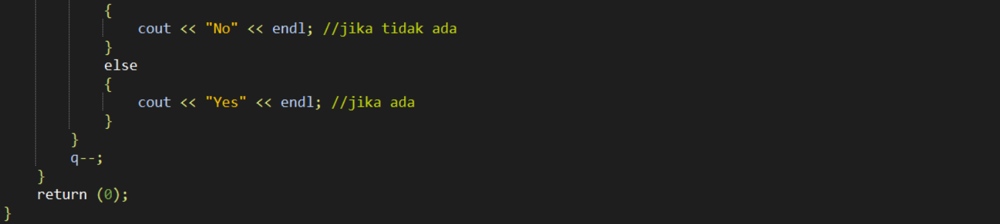 {
cout << "No" << endl; //jika tidak ada
}
else
{
cout << "Yes" << endl; //jika ada
}
}
q--;
}
return (0);
}